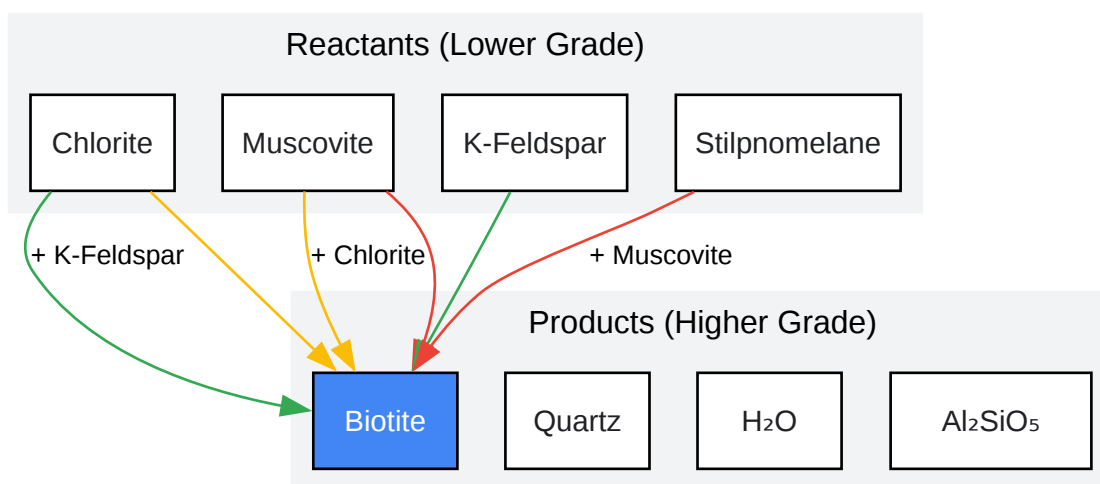 Reactants (Lower Grade)
Chlorite
Muscovite
K-Feldspar
Stilpnomelane
+ K-Feldspar
+ Chlorite
+ Muscovite
Products (Higher Grade)
Biotite
Quartz
H₂O
Al₂SiO₅